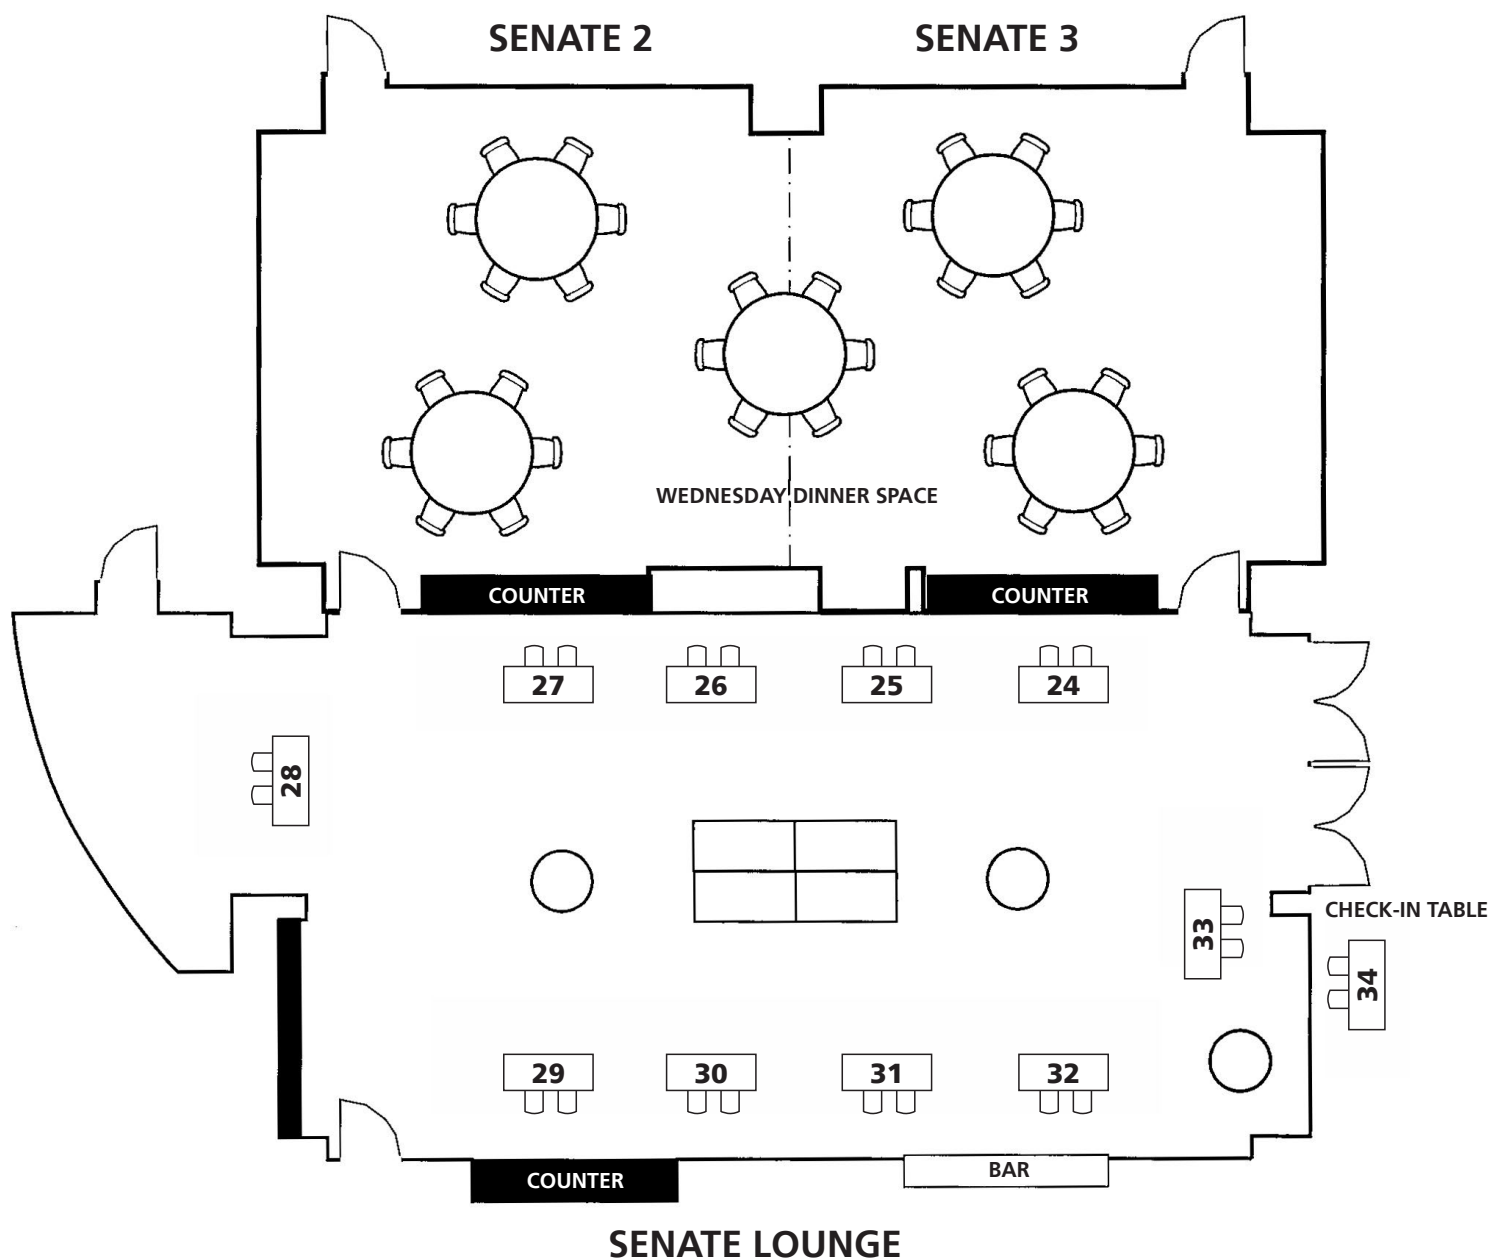 SENATE 2
SENATE 3
WEDNESDAY DINNER SPACE
COUNTER
COUNTER
27
26
25
24
28
33
CHECK-IN TABLE
34
29
30
31
32
COUNTER
BAR
SENATE LOUNGE